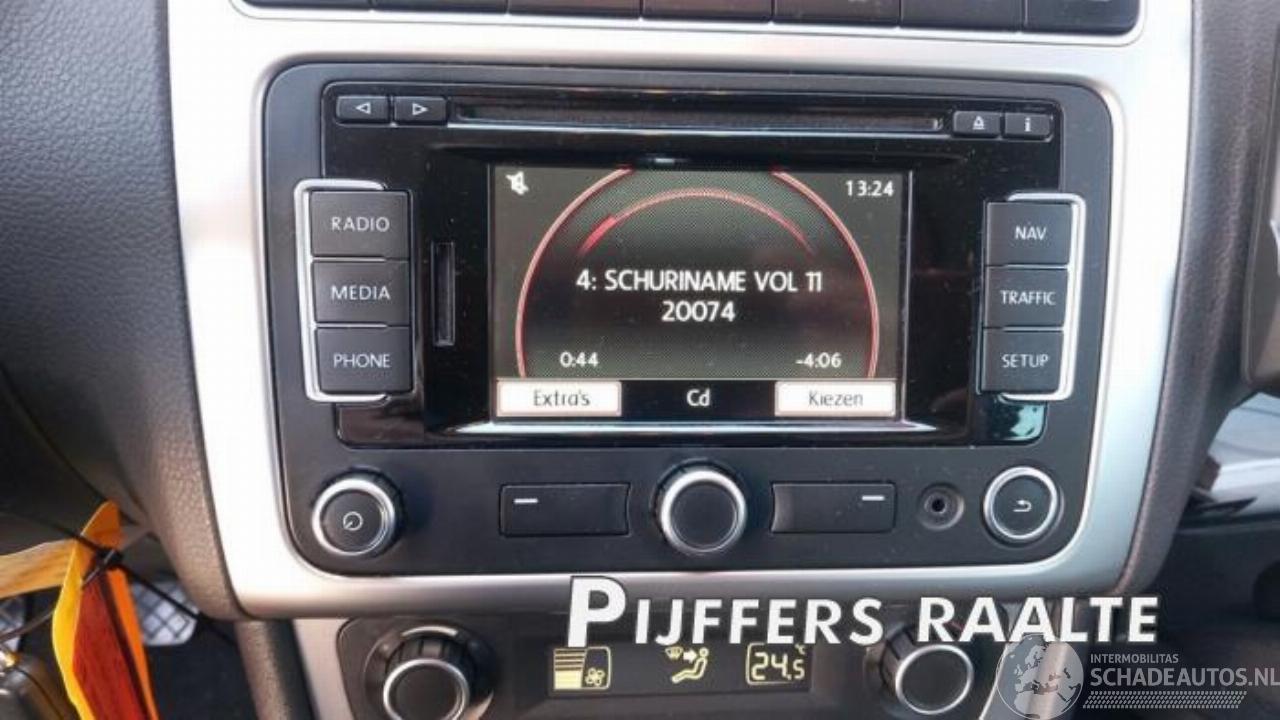 13:24
RADIO
NAV
4: SCHURINAME VOL 11
20074
MEDIA
TRAFFIC
PHONE
0:44
-4:06
SETUP
Extra's
Cd
Kiezen
PIJFFERS RAALTE
24.5
°C
INTERMOBILITAS
SCHADEAUTOS.NL